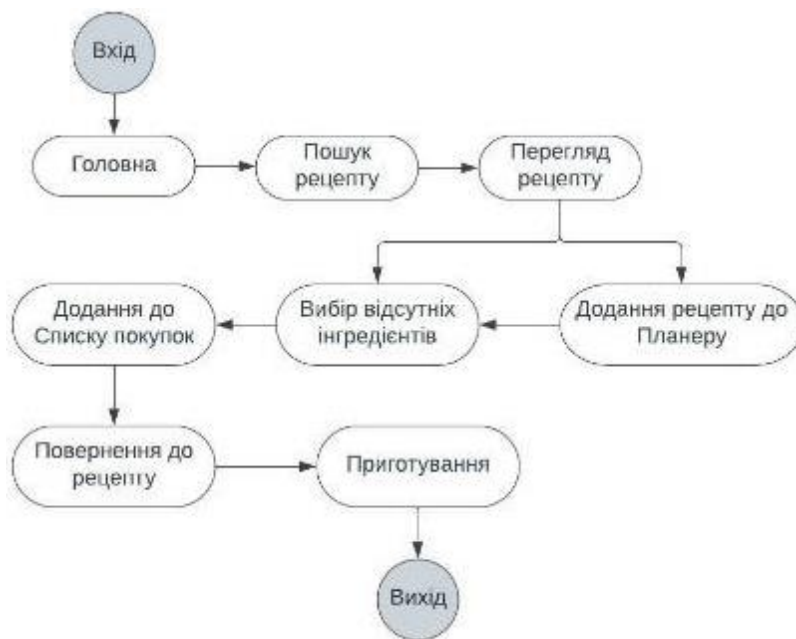 Вхід
Головна
Пошук
рецепту
Перегляд
рецепту
Додання до
Списку покупок
Вибір відсутніх
інгредієнтів
Додання рецепту до
Планеру
Повернення до
рецепту
Приготування
Вихід